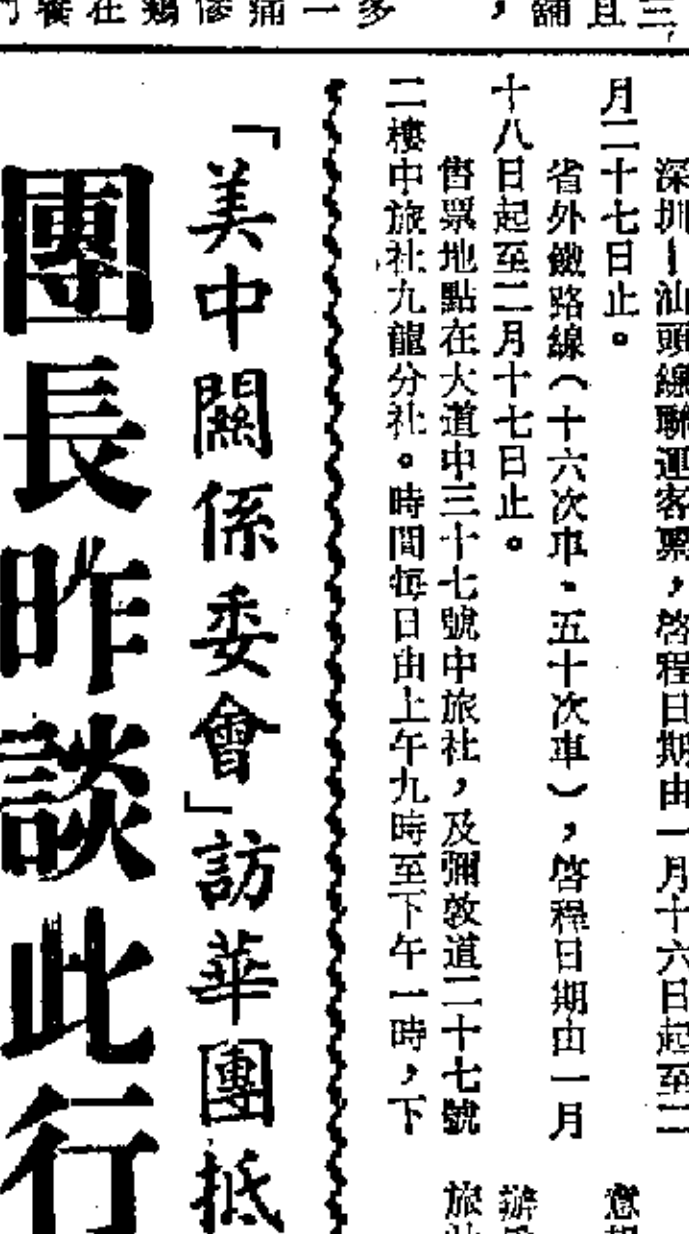 深圳—汕頭線聯運客票，啓程日期由一月十六日起至二
月二十七日止。
省外鐵路線（十六次車、五十次車），啓程日期由一月
十八日起至二月十七日止。
售票地點在大道中三十七號中旅社，及彌敦道二十七號
二樓中旅社九龍分社。時間每日由上午九時至下午一時，下
「美中關係委會」訪華團抵
團長昨談此行